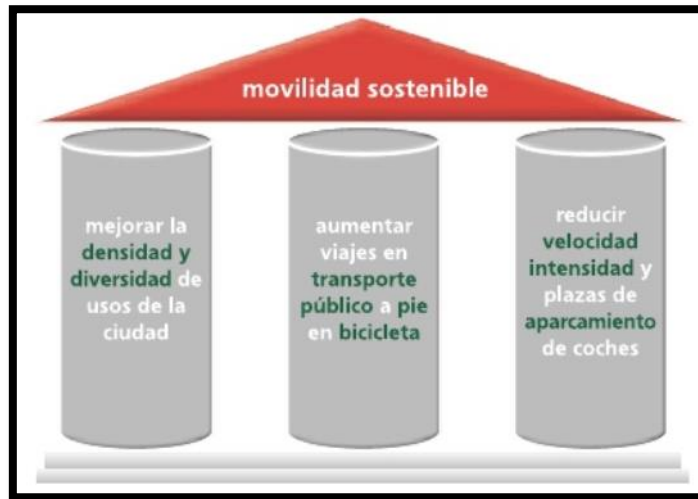 movilidad sostenible
mejorar la
densidad y
diversidad de
usos de la
ciudad
aumentar
viajes en
transporte
público a pie
en bicicleta
reducir
velocidad
intensidad y
plazas de
aparcamiento
de coches